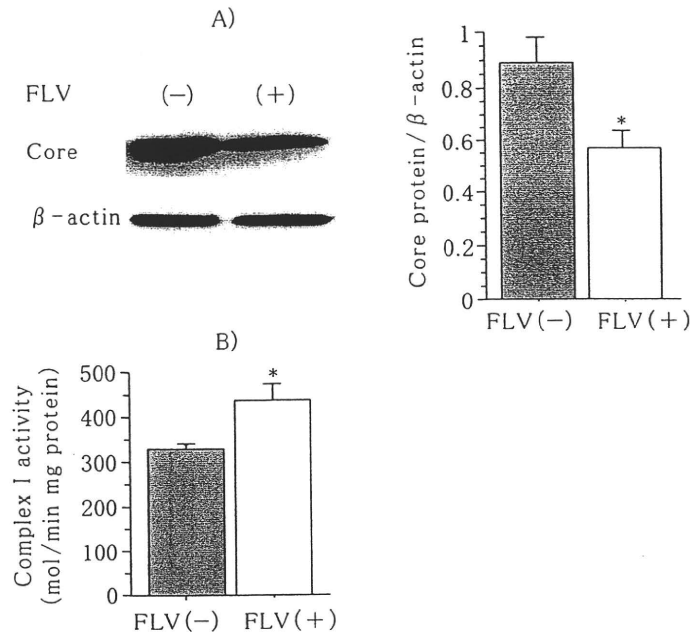 A)
FLV (−) (+)
Core
β-actin
Core protein/β-actin
1
0.8
0.6
0.4
0.2
0
*
FLV(−) FLV(+)
B)
Complex I activity
(mol/min mg protein)
500
400
300
200
100
0
*
FLV(−) FLV(+)